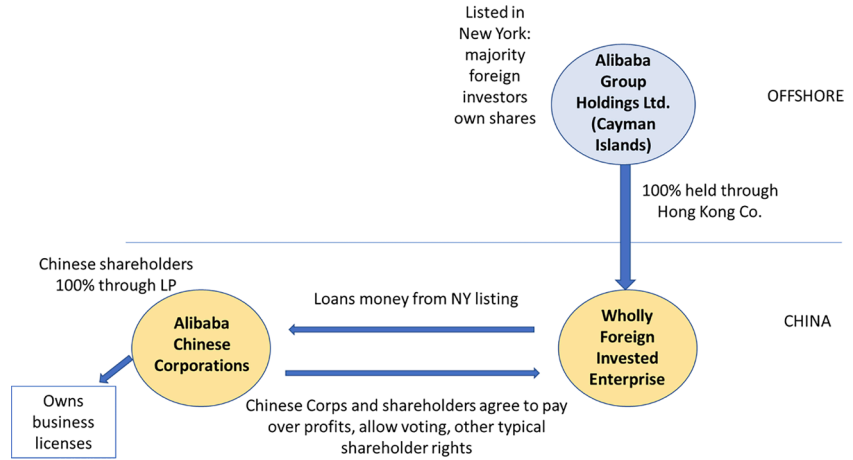 Listed in
New York:
majority
foreign
investors
own shares
Alibaba
Group
Holdings Ltd.
(Cayman
Islands)
OFFSHORE
100% held through
Hong Kong Co.
Chinese shareholders
100% through LP
Loans money from NY listing
Alibaba
Chinese
Corporations
Wholly
Foreign
Invested
Enterprise
CHINA
Owns
business
licenses
Chinese Corps and shareholders agree to pay
over profits, allow voting, other typical
shareholder rights